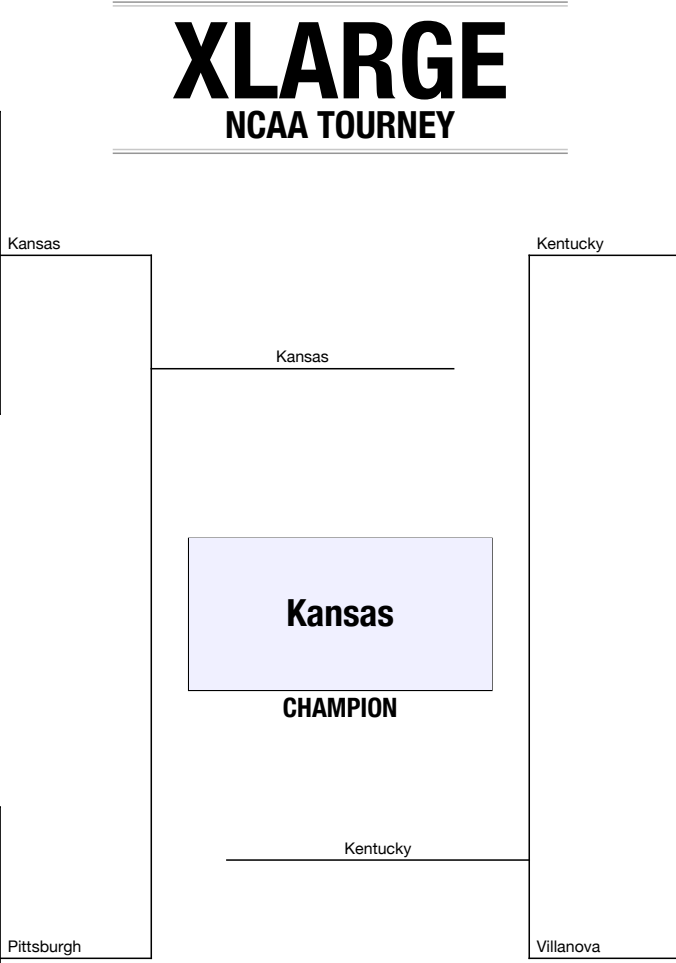 XLARGE
NCAA TOURNEY
Kansas
Kentucky
Kansas
Kansas
CHAMPION
Kentucky
Pittsburgh
Villanova